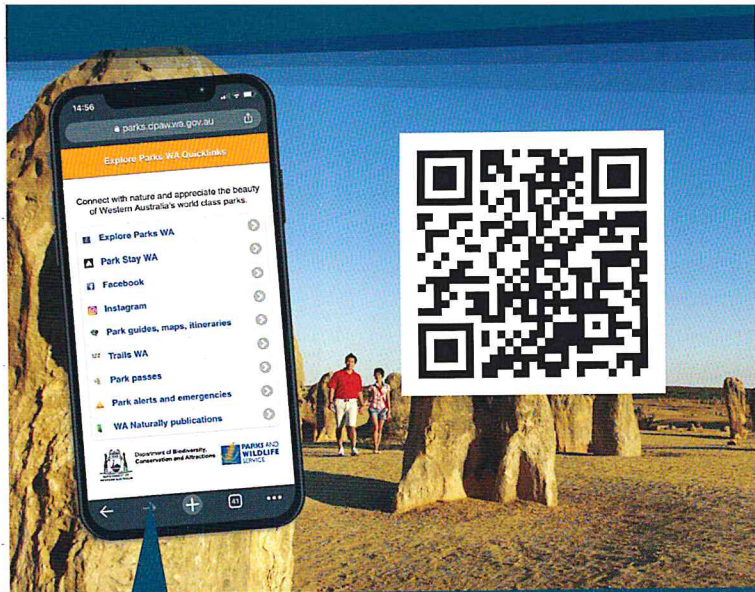 14:56
parks.dpaw.wa.gov.au
Explore Parks WA Quicklinks
Connect with nature and appreciate the beauty
of Western Australia's world class parks.
Explore Parks WA
Park Stay WA
Facebook
Instagram
Park guides, maps, itineraries
Trails WA
Park passes
Park alerts and emergencies
WA Naturally publications
Department of Biodiversity,
Conservation and Attractions
PARKS AND
WILDLIFE
SERVICE
41